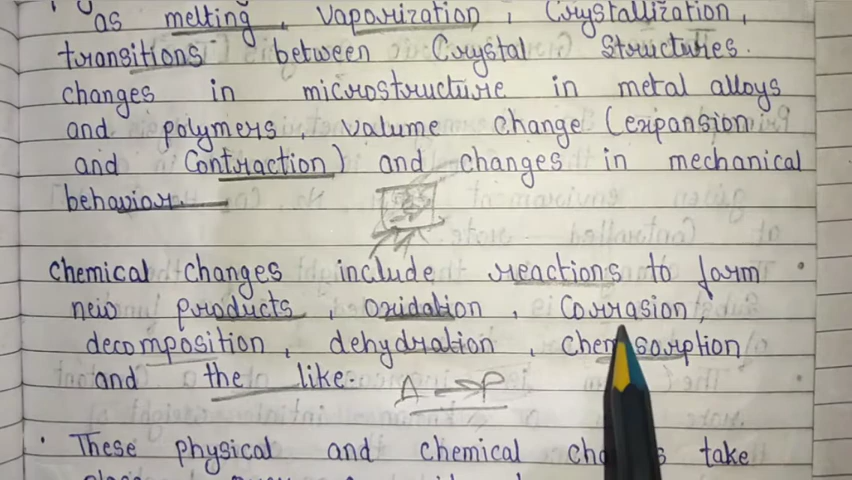 as melting, Vaporization, Crystallization,
transitions between Crystal Structures.
changes in microstructure in metal alloys
and polymers, valume change (expansion
and Contraction) and changes in mechanical
behavior.
chemical changes include reactions to form
new products, oxidation, Corrasion,
decomposition, dehydration, chemisorption
and the like.
A → P
• These physical and chemical take